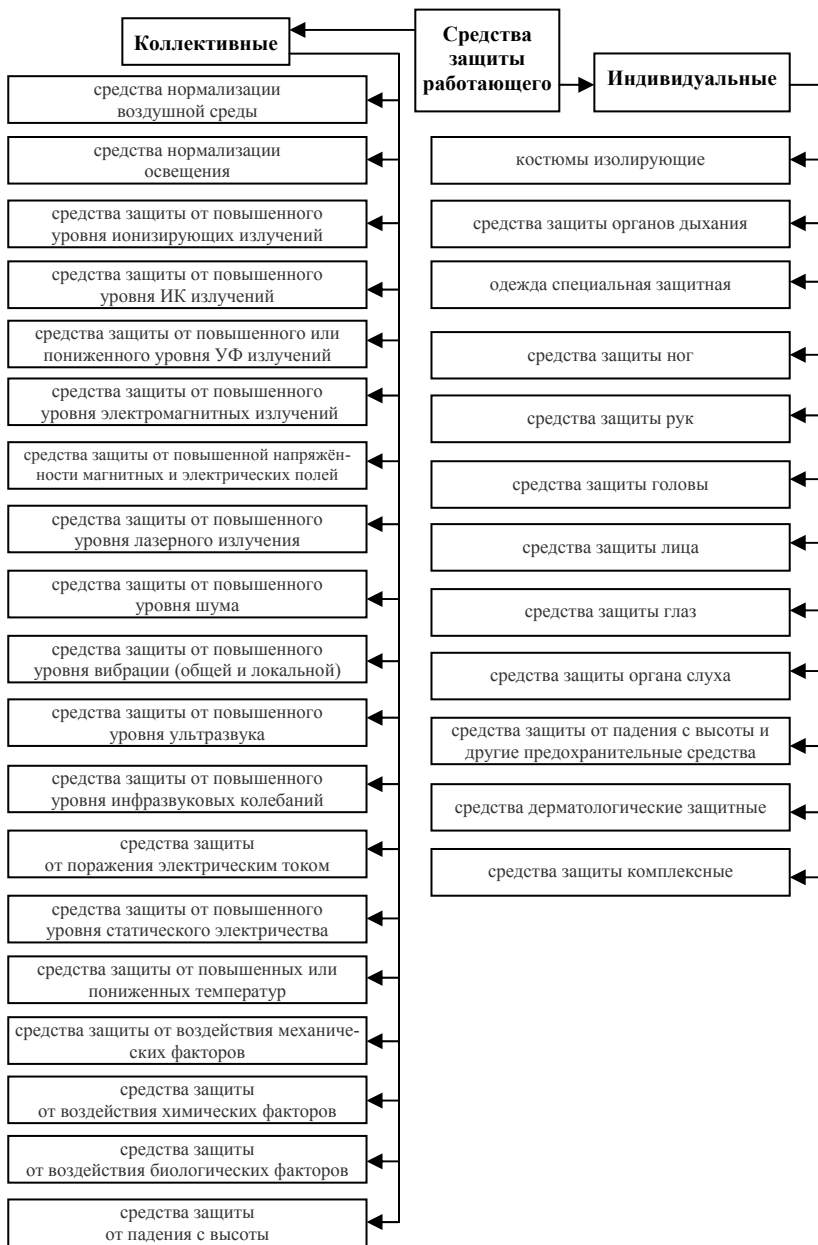 Средства
защиты
работающего
Коллективные
средства нормализации
воздушной среды
средства нормализации
освещения
средства защиты от повышенного
уровня ионизирующих излучений
средства защиты от повышенного
уровня ИК излучений
средства защиты от повышенного или
пониженного уровня УФ излучений
средства защиты от повышенного
уровня электромагнитных излучений
средства защиты от повышенной напряжён-
ности магнитных и электрических полей
средства защиты от повышенного
уровня лазерного излучения
средства защиты от повышенного
уровня шума
средства защиты от повышенного
уровня вибрации (общей и локальной)
средства защиты от повышенного
уровня ультразвука
средства защиты от повышенного
уровня инфразвуковых колебаний
средства защиты
от поражения электрическим током
средства защиты от повышенного
уровня статического электричества
средства защиты от повышенных или
пониженных температур
средства защиты от воздействия механиче-
ских факторов
средства защиты
от воздействия химических факторов
средства защиты
от воздействия биологических факторов
средства защиты
от падения с высоты
Индивидуальные
костюмы изолирующие
средства защиты органов дыхания
одежда специальная защитная
средства защиты ног
средства защиты рук
средства защиты головы
средства защиты лица
средства защиты глаз
средства защиты органа слуха
средства защиты от падения с высоты и
другие предохранительные средства
средства дерматологические защитные
средства защиты комплексные